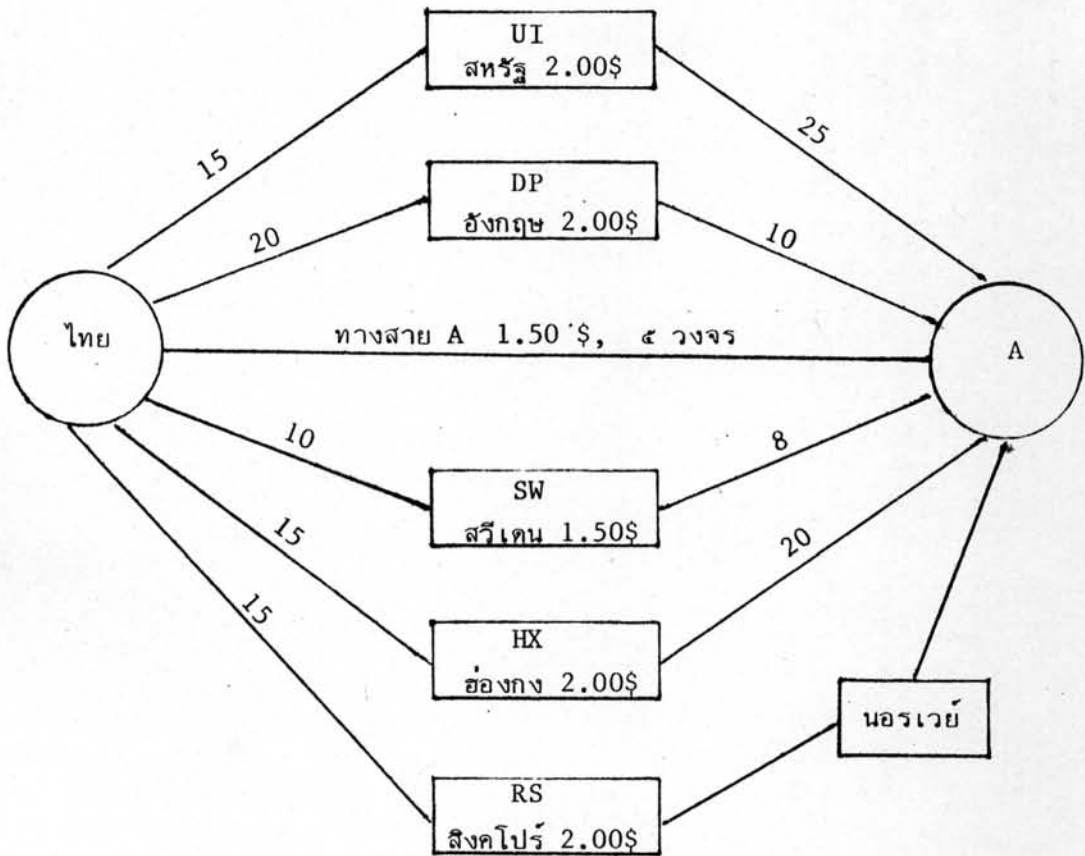 UI
สหรัฐ 2.00$
15
25
DP
อังกฤษ 2.00$
20
10
ไทย
ทางสาย A 1.50 $, ๕ วงจร
A
10
8
SW
สวีเดน 1.50$
15
20
HX
ฮ่องกง 2.00$
15
นอรเวย์
RS
สิงคโปร์ 2.00$